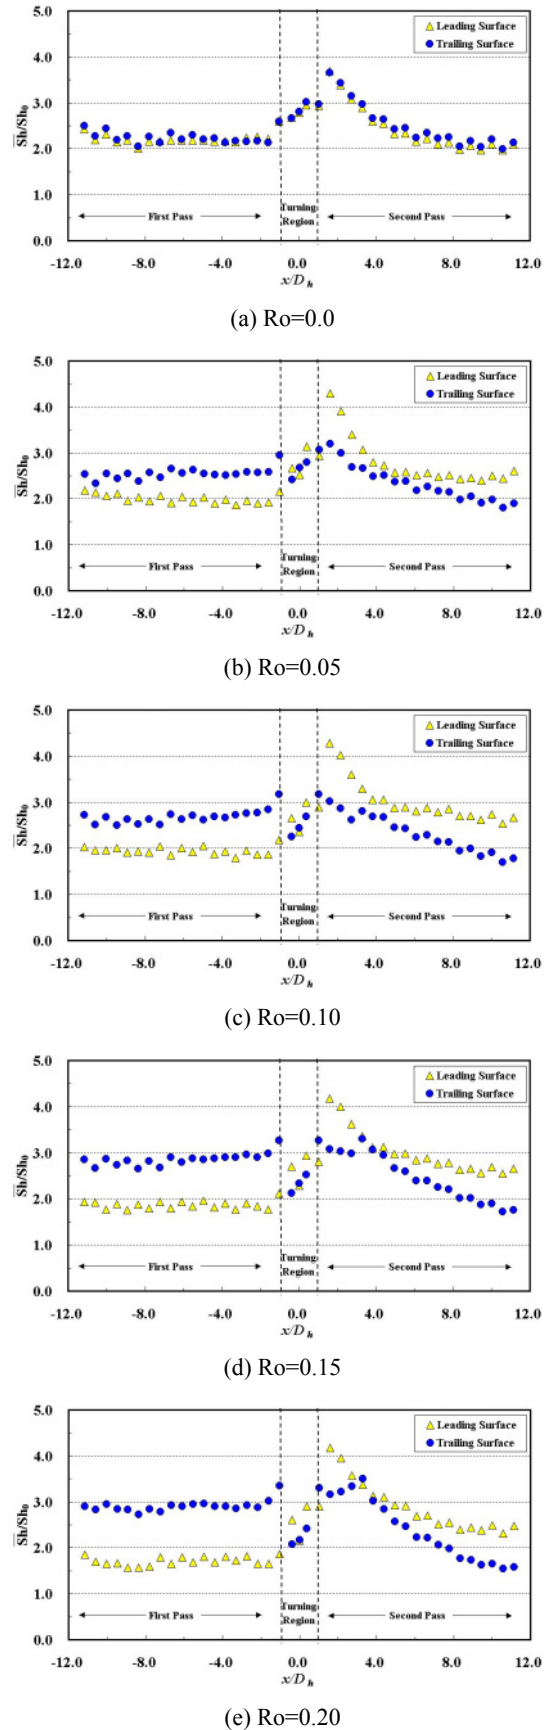 5.0
Leading Surface
Trailing Surface
4.0
3.0
Sh/Sh0
2.0
1.0
First Pass
Turning
Region
Second Pass
0.0
-12.0 -8.0 -4.0 0.0 4.0 8.0 12.0
x/D h
(a) Ro=0.0
5.0
Leading Surface
Trailing Surface
4.0
3.0
Sh/Sh0
2.0
1.0
First Pass
Turning
Region
Second Pass
0.0
-12.0 -8.0 -4.0 0.0 4.0 8.0 12.0
x/D h
(b) Ro=0.05
5.0
Leading Surface
Trailing Surface
4.0
3.0
Sh/Sh0
2.0
1.0
First Pass
Turning
Region
Second Pass
0.0
-12.0 -8.0 -4.0 0.0 4.0 8.0 12.0
x/D h
(c) Ro=0.10
5.0
Leading Surface
Trailing Surface
4.0
3.0
Sh/Sh0
2.0
1.0
First Pass
Turning
Region
Second Pass
0.0
-12.0 -8.0 -4.0 0.0 4.0 8.0 12.0
x/D h
(d) Ro=0.15
5.0
Leading Surface
Trailing Surface
4.0
3.0
Sh/Sh0
2.0
1.0
First Pass
Turning
Region
Second Pass
0.0
-12.0 -8.0 -4.0 0.0 4.0 8.0 12.0
x/D h
(e) Ro=0.20